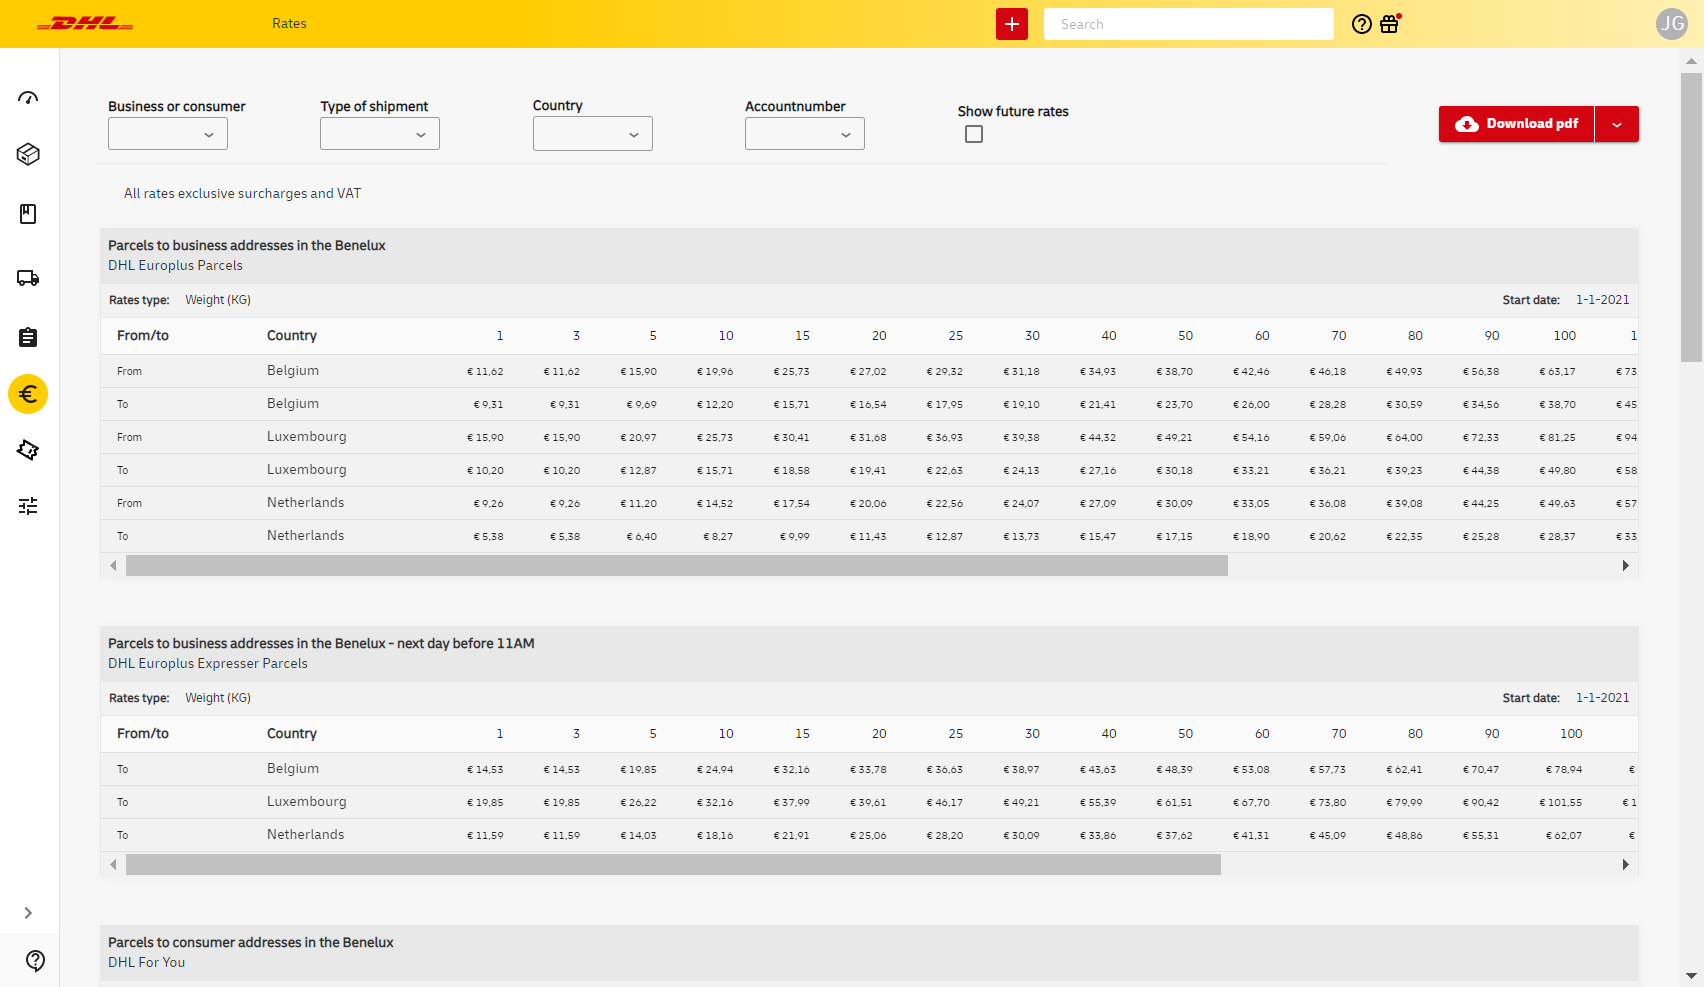 DHL Rates + Search JG
Business or consumer Type of shipment Country Accountnumber Show future rates
Download pdf
All rates exclusive surcharges and VAT
Parcels to business addresses in the Benelux
DHL Europlus Parcels
Rates type: Weight (KG) Start date: 1-1-2021
From/to Country 1 3 5 10 15 20 25 30 40 50 60 70 80 90 100 1
From Belgium € 11,62 € 11,62 € 15,90 € 19,96 € 25,73 € 27,02 € 29,32 € 31,18 € 34,93 € 38,70 € 42,46 € 46,18 € 49,93 € 56,38 € 63,17 € 73
To Belgium € 9,31 € 9,31 € 9,69 € 12,20 € 15,71 € 16,54 € 17,95 € 19,10 € 21,41 € 23,70 € 26,00 € 28,28 € 30,59 € 34,56 € 38,70 € 45
From Luxembourg € 15,90 € 15,90 € 20,97 € 25,73 € 30,41 € 31,68 € 36,93 € 39,38 € 44,32 € 49,21 € 54,16 € 59,06 € 64,00 € 72,33 € 81,25 € 94
To Luxembourg € 10,20 € 10,20 € 12,87 € 15,71 € 18,58 € 19,41 € 22,63 € 24,13 € 27,16 € 30,18 € 33,21 € 36,21 € 39,23 € 44,38 € 49,80 € 58
From Netherlands € 9,26 € 9,26 € 11,20 € 14,52 € 17,54 € 20,06 € 22,56 € 24,07 € 27,09 € 30,09 € 33,05 € 36,08 € 39,08 € 44,25 € 49,63 € 57
To Netherlands € 5,38 € 5,38 € 6,40 € 8,27 € 9,99 € 11,43 € 12,87 € 13,73 € 15,47 € 17,15 € 18,90 € 20,62 € 22,35 € 25,28 € 28,37 € 33
Parcels to business addresses in the Benelux - next day before 11AM
DHL Europlus Expresser Parcels
Rates type: Weight (KG) Start date: 1-1-2021
From/to Country 1 3 5 10 15 20 25 30 40 50 60 70 80 90 100
To Belgium € 14,53 € 14,53 € 19,85 € 24,94 € 32,16 € 33,78 € 36,63 € 38,97 € 43,63 € 48,39 € 53,08 € 57,73 € 62,41 € 70,47 € 78,94 €
To Luxembourg € 19,85 € 19,85 € 26,22 € 32,16 € 37,99 € 39,61 € 46,17 € 49,21 € 55,39 € 61,51 € 67,70 € 73,80 € 79,99 € 90,42 € 101,55 € 1
To Netherlands € 11,59 € 11,59 € 14,03 € 18,16 € 21,91 € 25,06 € 28,20 € 30,09 € 33,86 € 37,62 € 41,31 € 45,09 € 48,86 € 55,31 € 62,07 €
Parcels to consumer addresses in the Benelux
DHL For You